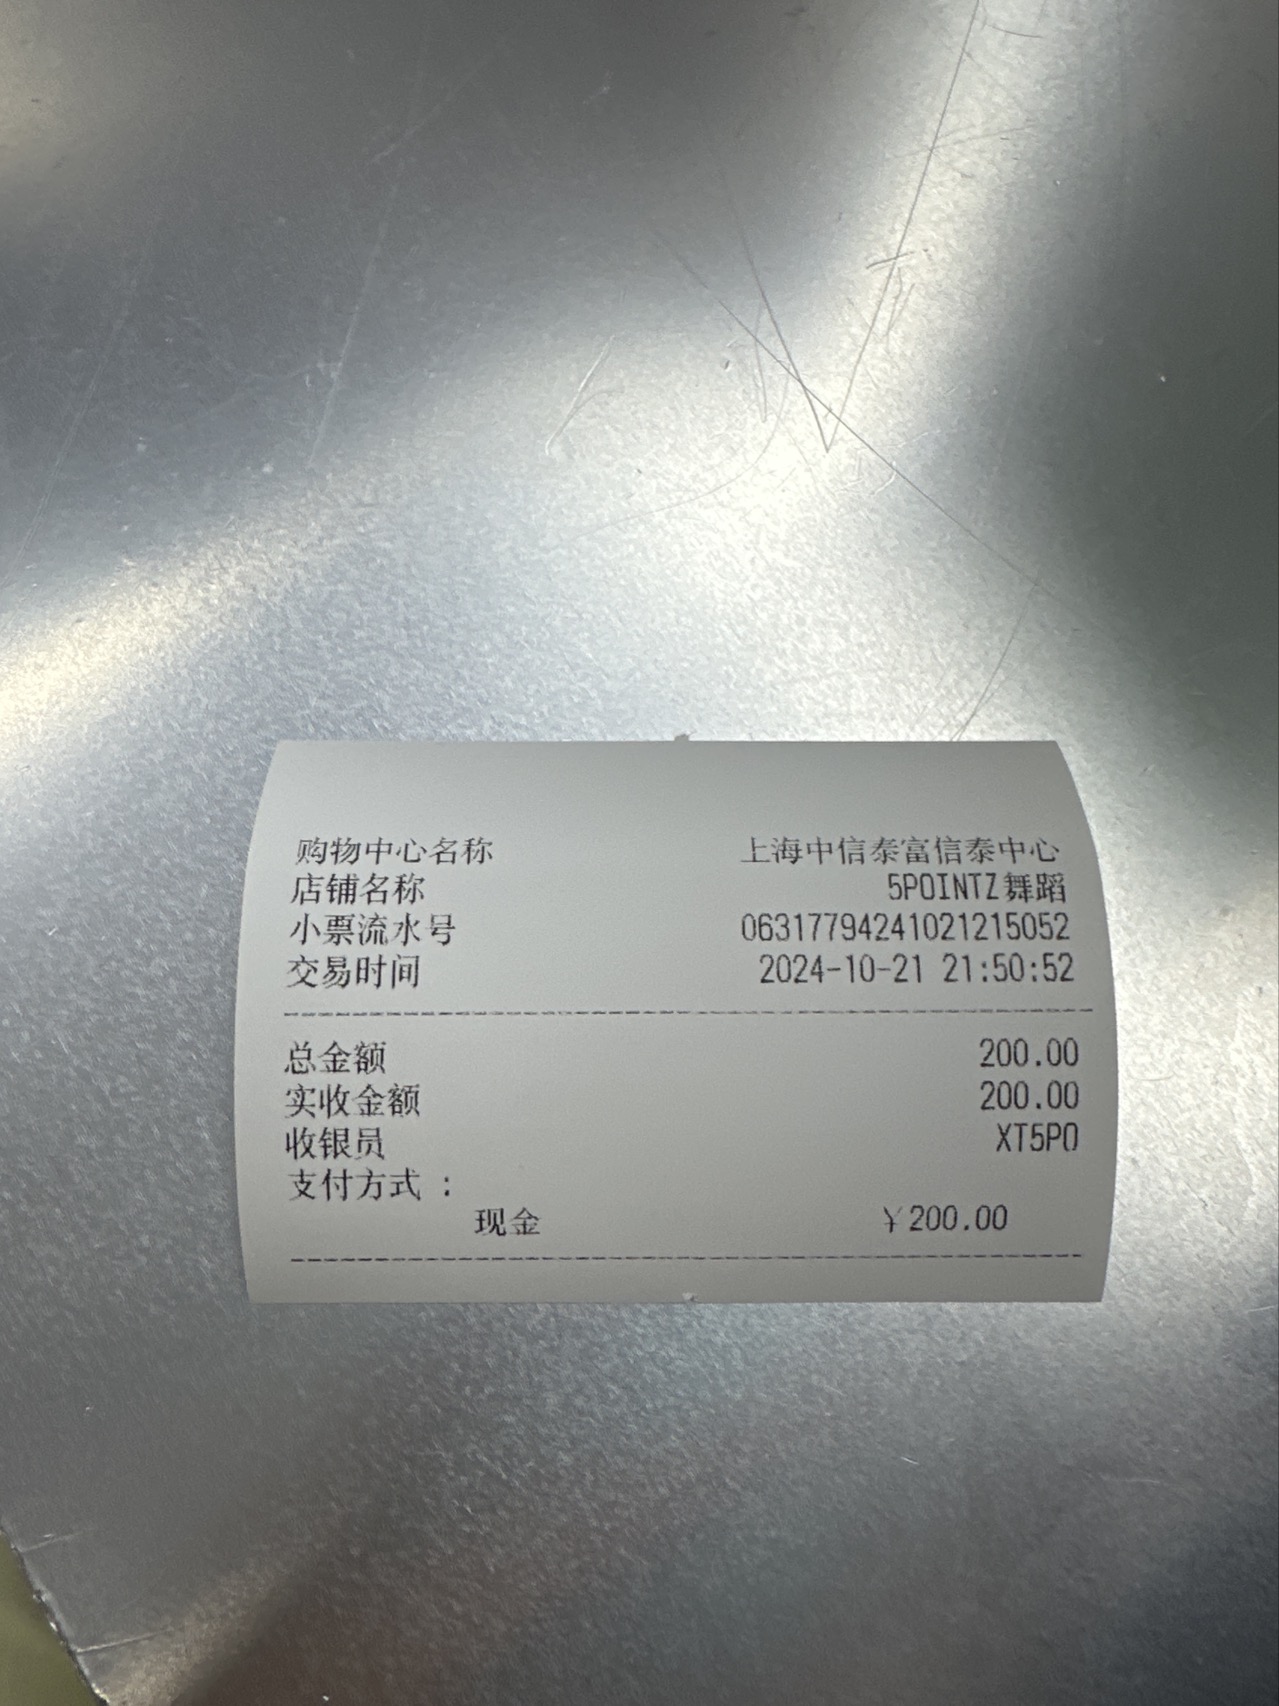 购物中心名称 上海中信泰富信泰中心
店铺名称 5POINTZ舞蹈
小票流水号 06317794241021215052
交易时间 2024-10-21 21:50:52
总金额 200.00
实收金额 200.00
收银员 XT5PO
支付方式 :
现金 ¥200.00